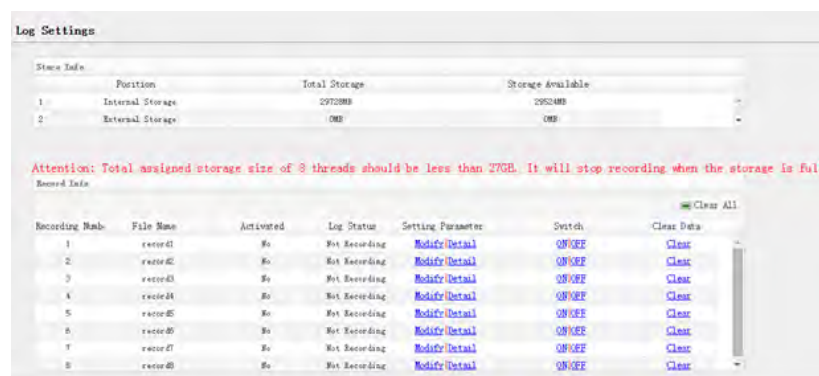 Log Settings
Store Info
Position Total Storage Storage Available
1 Internal Storage 29728MB 29524MB
2 External Storage 0MB 0MB
Attention: Total assigned storage size of 8 threads should be less than 27GB. It will stop recording when the storage is ful
Record Info
Clear All
Recording Numbe File Name Activated Log Status Setting Parameter Switch Clear Data
1 record1 No Not Recording Modify|Detail ON|OFF Clear
2 record2 No Not Recording Modify|Detail ON|OFF Clear
3 record3 No Not Recording Modify|Detail ON|OFF Clear
4 record4 No Not Recording Modify|Detail ON|OFF Clear
5 record5 No Not Recording Modify|Detail ON|OFF Clear
6 record6 No Not Recording Modify|Detail ON|OFF Clear
7 record7 No Not Recording Modify|Detail ON|OFF Clear
8 record8 No Not Recording Modify|Detail ON|OFF Clear